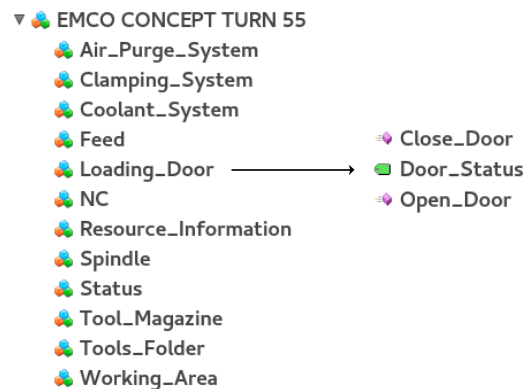 EMCO CONCEPT TURN 55
Air_Purge_System
Clamping_System
Coolant_System
Feed
Close_Door
Loading_Door
Door_Status
NC
Open_Door
Resource_Information
Spindle
Status
Tool_Magazine
Tools_Folder
Working_Area